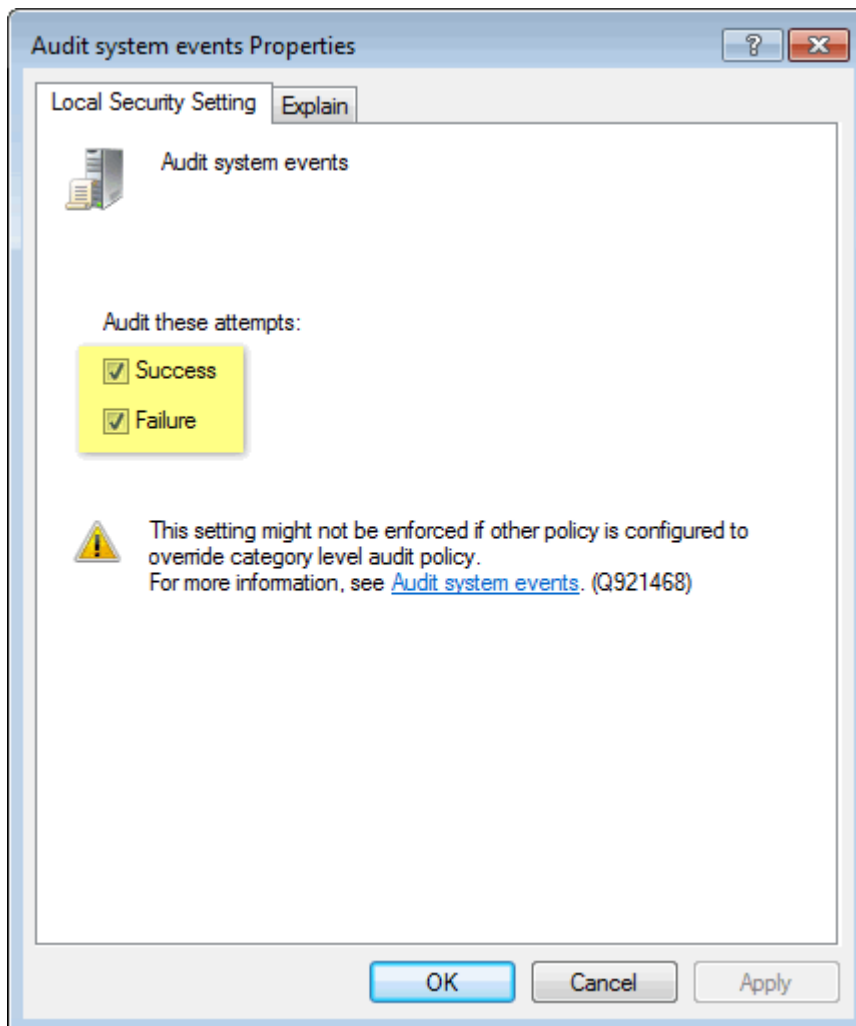 Audit system events Properties
Local Security Setting
Explain
Audit system events
Audit these attempts:
Success
Failure
This setting might not be enforced if other policy is configured to
override category level audit policy.
For more information, see Audit system events. (Q921468)
OK
Cancel
Apply